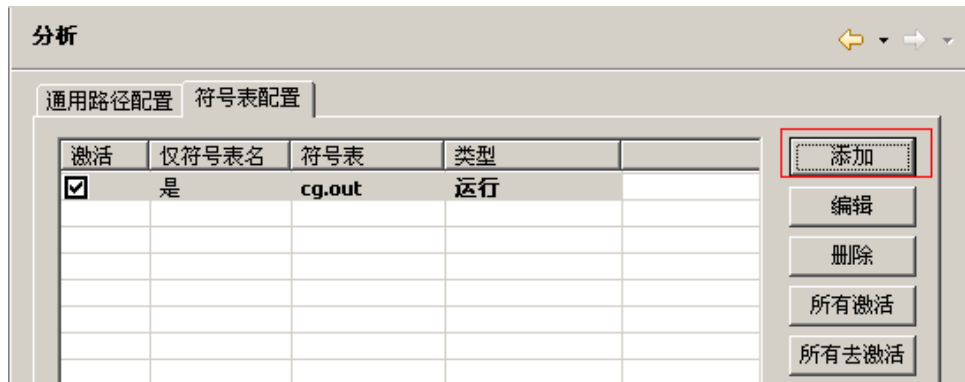 分析
通用路径配置 符号表配置
激活 仅符号表名 符号表 类型
是 cg.out 运行
添加
编辑
删除
所有激活
所有去激活